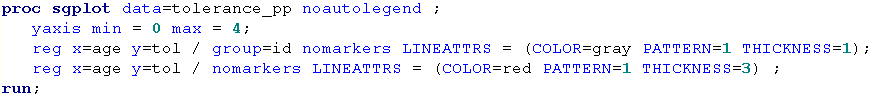 proc sgplot data=tolerance_pp noautolegend ;
yaxis min = 0 max = 4;
reg x=age y=tol / group=id nomarkers LINEATTRS = (COLOR=gray PATTERN=1 THICKNESS=1);
reg x=age y=tol / nomarkers LINEATTRS = (COLOR=red PATTERN=1 THICKNESS=3) ;
run;